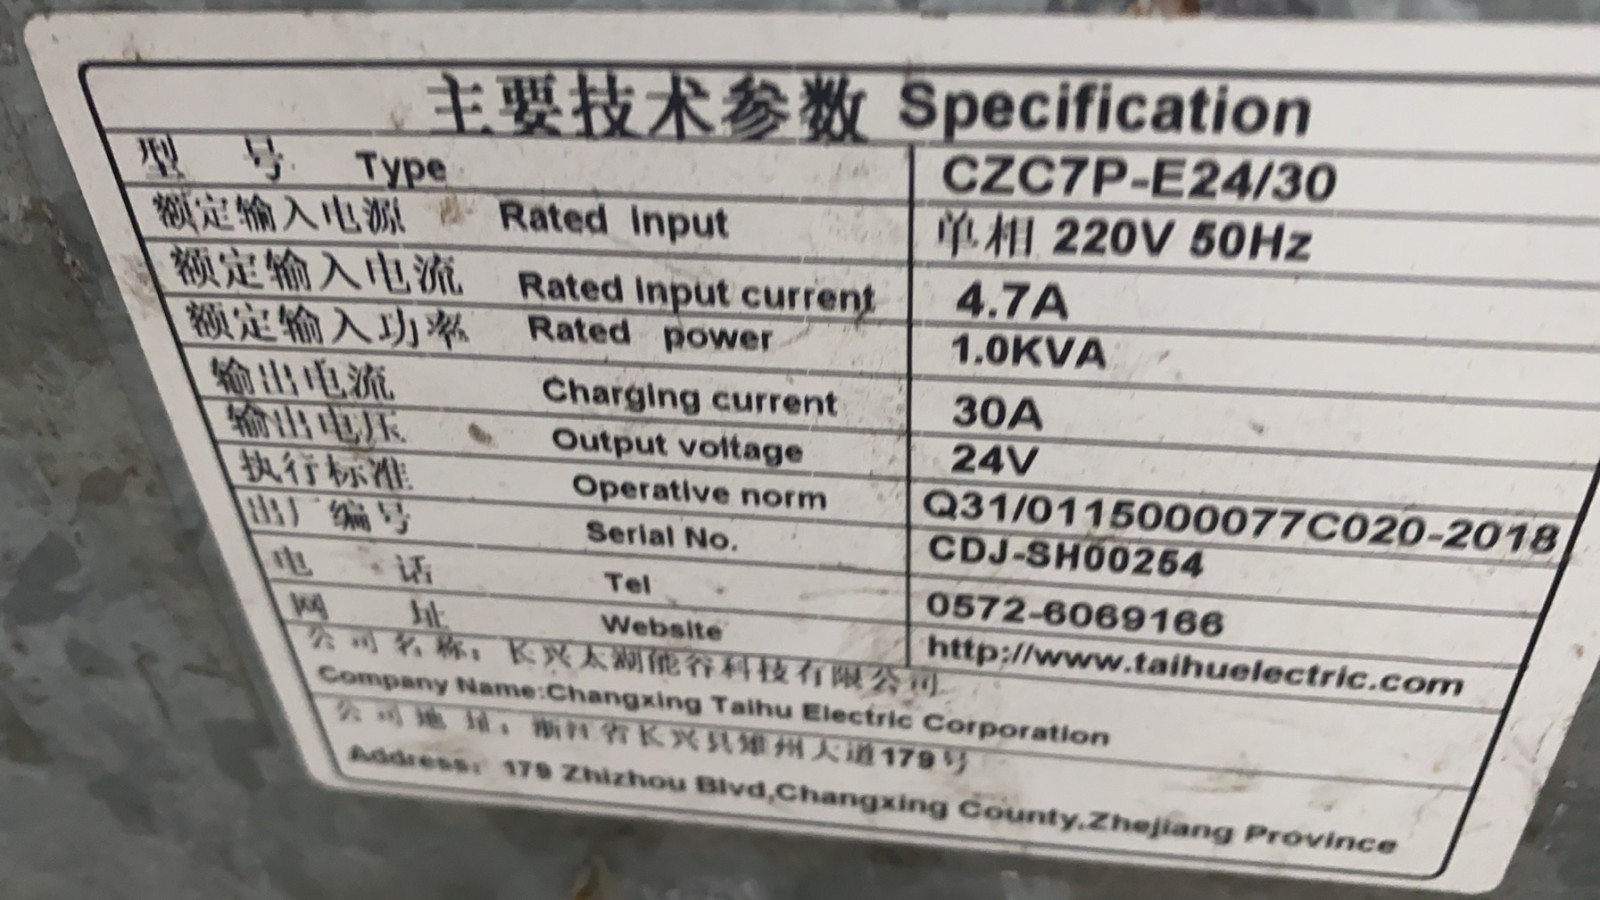 主要技术参数 Specification
型 号 Type CZC7P-E24/30
额定输入电源 Rated input 单相 220V 50Hz
额定输入电流 Rated input current 4.7A
额定输入功率 Rated power 1.0KVA
输出电流 Charging current 30A
输出电压 Output voltage 24V
执行标准 Operative norm Q31/0115000077C020-2018
出厂编号 Serial No. CDJ-SH00254
电 话 Tel 0572-6069166
网 址 Website http://www.taihuelectric.com
公司名称：长兴太湖能谷科技有限公司
Company Name:Changxing Taihu Electric Corporation
公司地址：浙江省长兴县雉州大道179号
Address: 179 Zhizhou Blvd,Changxing County,Zhejiang Province